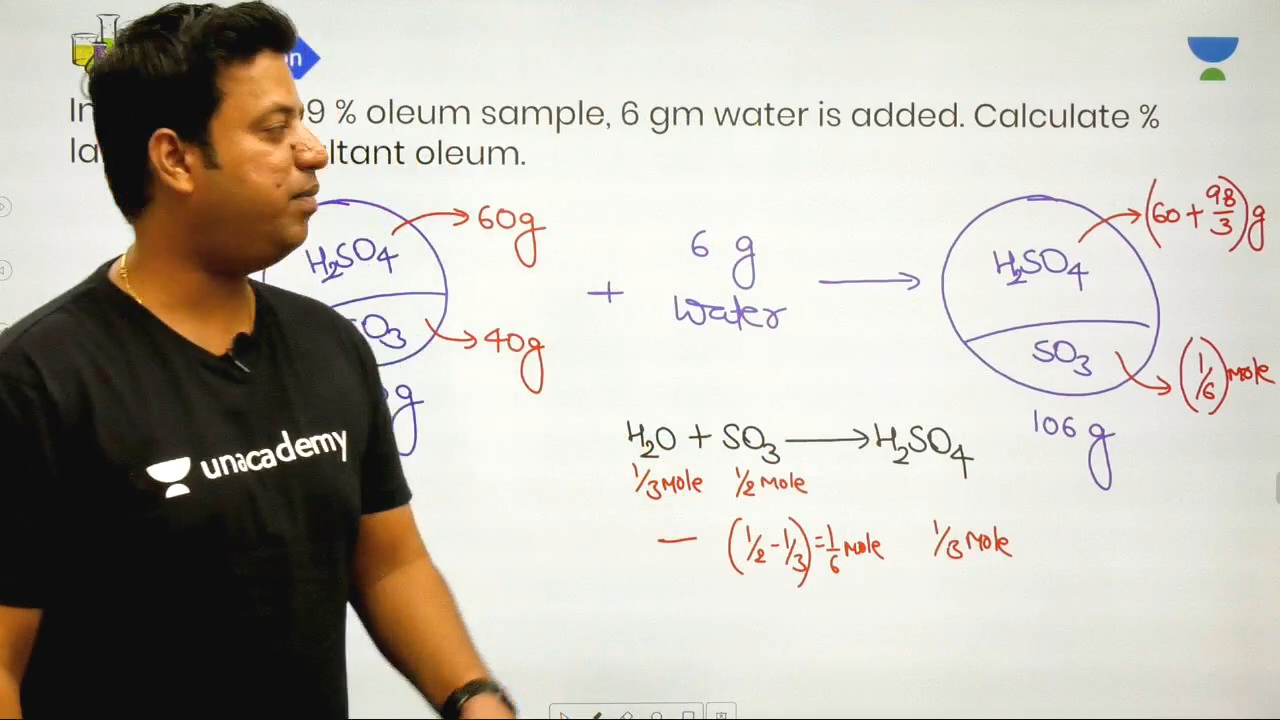 9 % oleum sample, 6 gm water is added. Calculate %
ltant oleum.
H₂SO₄ → 60g
O₃ → 40g
g
+ 6 g
Water
→
H₂SO₄ → (60 + 98/3) g
SO₃ → (1/6) mole
106 g
H₂O + SO₃ → H₂SO₄
1/3 Mole 1/2 Mole
— (1/2 - 1/3) = 1/6 Mole 1/3 Mole
unacademy